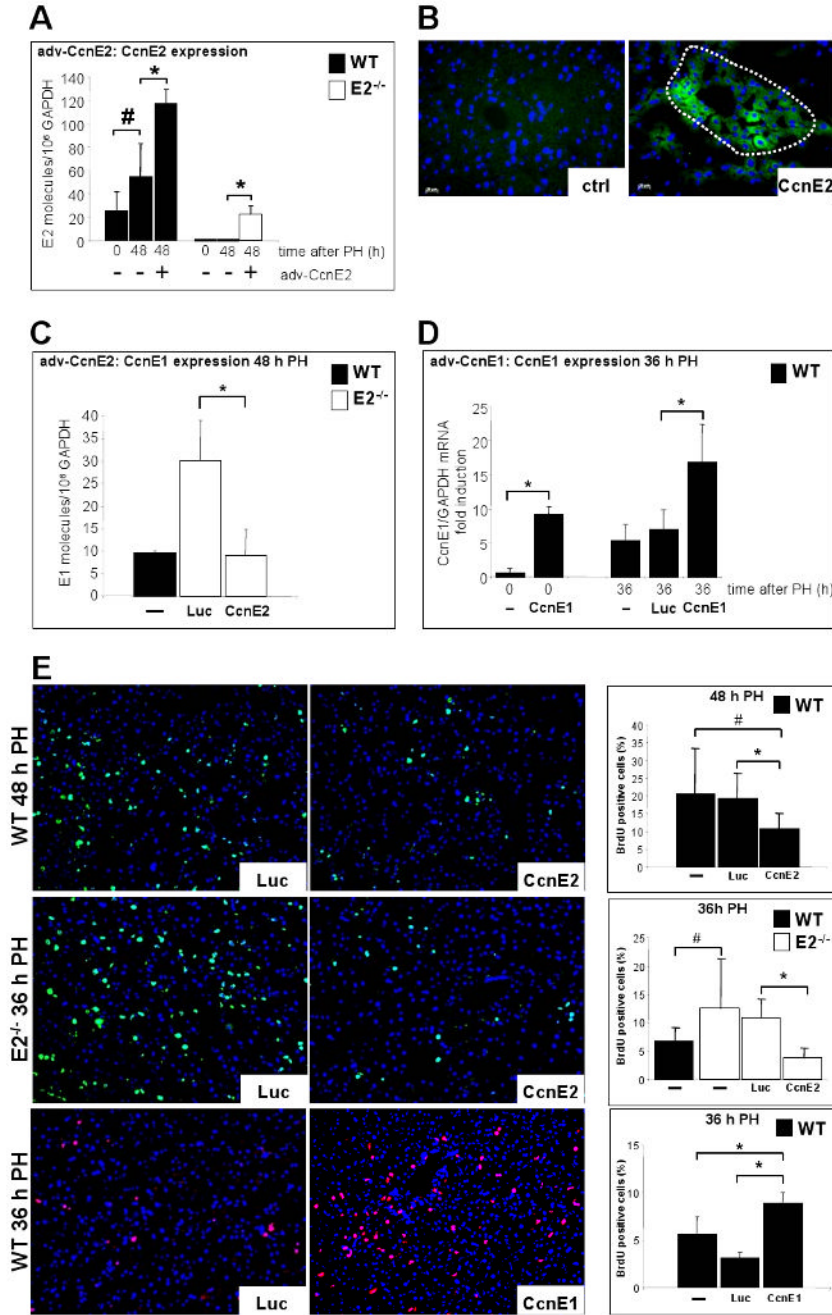 A
adv-CcnE2: CcnE2 expression
WT
E2-/-
E2 molecules/10⁶ GAPDH
140
120
100
80
60
40
20
0
#
*
*
0 48 48 0 48 48 time after PH (h)
– – + – – + adv-CcnE2
B
ctrl
CcnE2
C
adv-CcnE2: CcnE1 expression 48 h PH
WT
E2-/-
E1 molecules/10⁶ GAPDH
40
35
30
25
20
15
10
5
0
*
– Luc CcnE2
D
adv-CcnE1: CcnE1 expression 36 h PH
WT
CcnE1/GAPDH mRNA
fold induction
25
20
15
10
5
0
*
*
0 0 36 36 36 time after PH (h)
– CcnE1 – Luc CcnE1
E
WT 48 h PH
Luc
CcnE2
48 h PH
WT
BrdU positive cells (%)
40
35
30
25
20
15
10
5
0
#
*
– Luc CcnE2
E2-/- 36 h PH
Luc
CcnE2
36h PH
WT
E2-/-
BrdU positive cells (%)
25
20
15
10
5
0
#
*
– – Luc CcnE2
WT 36 h PH
Luc
CcnE1
36 h PH
WT
BrdU positive cells (%)
15
10
5
0
*
*
– Luc CcnE1